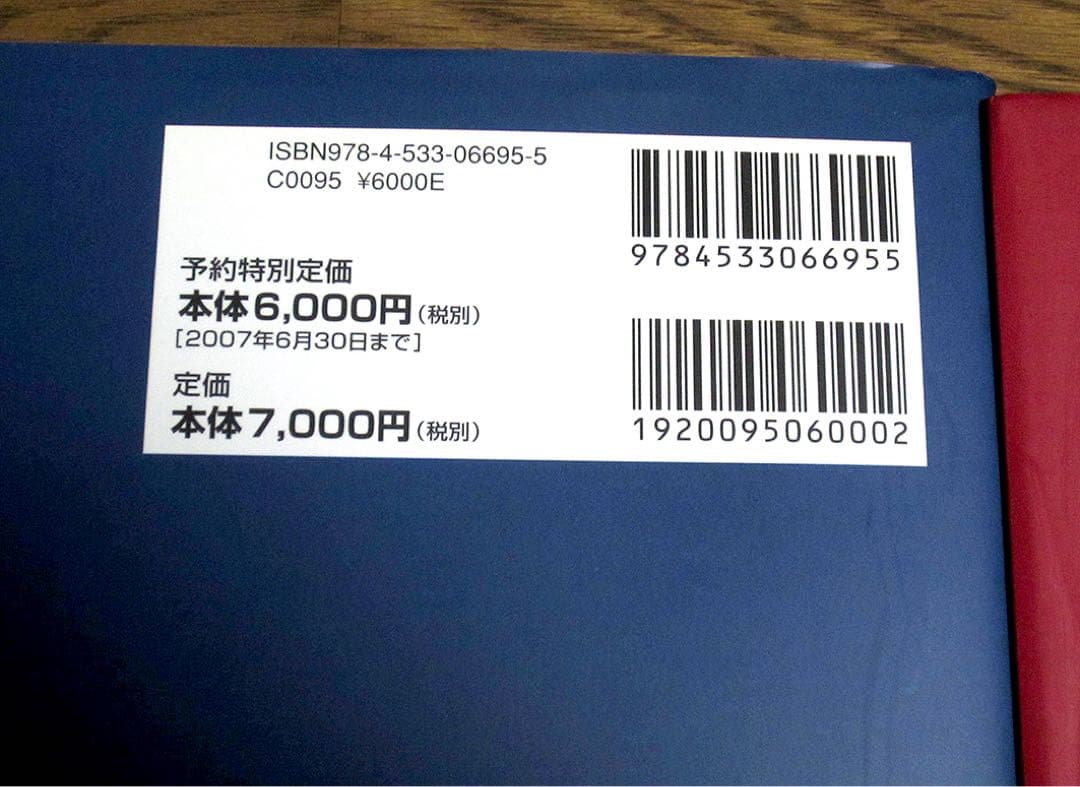 ISBN978-4-533-06695-5
C0095 ¥6000E
予約特別定価
本体6,000円(税別)
[2007年6月30日まで]
定価
本体7,000円(税別)
9784533066955
1920095060002